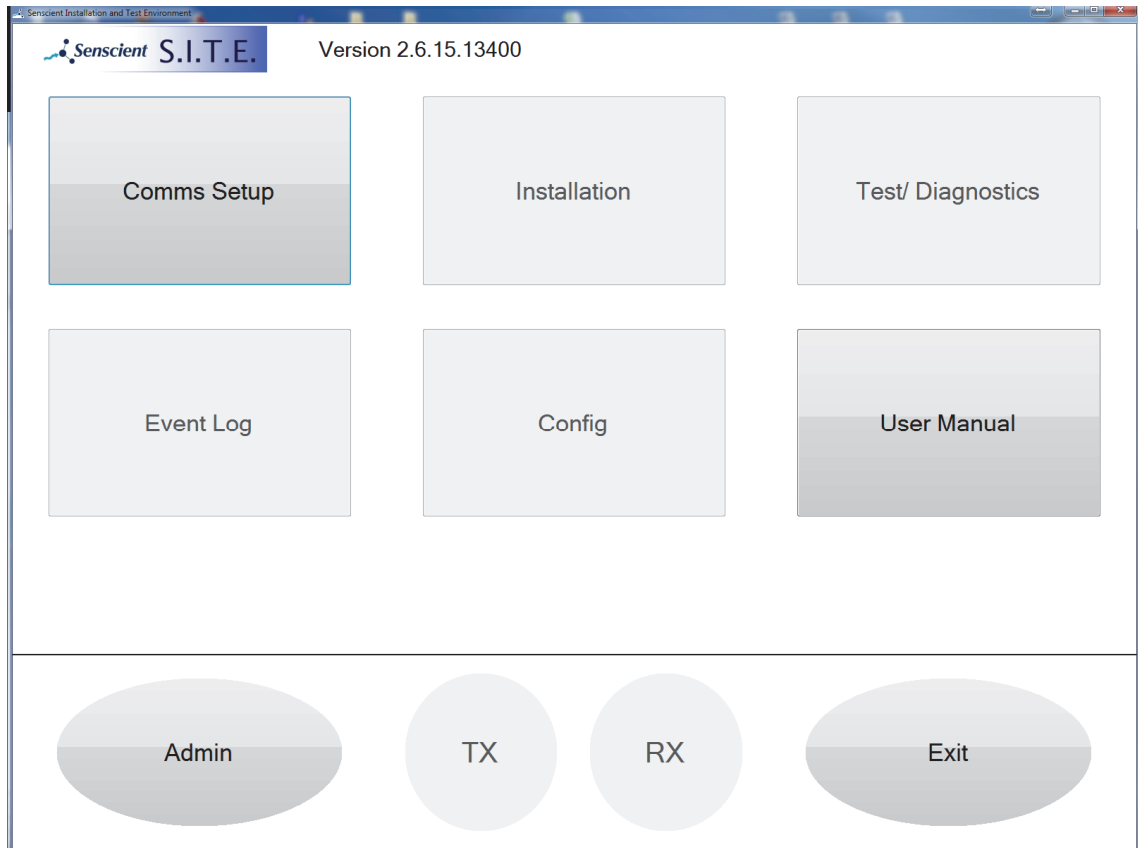 Senscient Installation and Test Environment
Senscient S.I.T.E.
Version 2.6.15.13400
Comms Setup
Installation
Test/ Diagnostics
Event Log
Config
User Manual
Admin
TX
RX
Exit